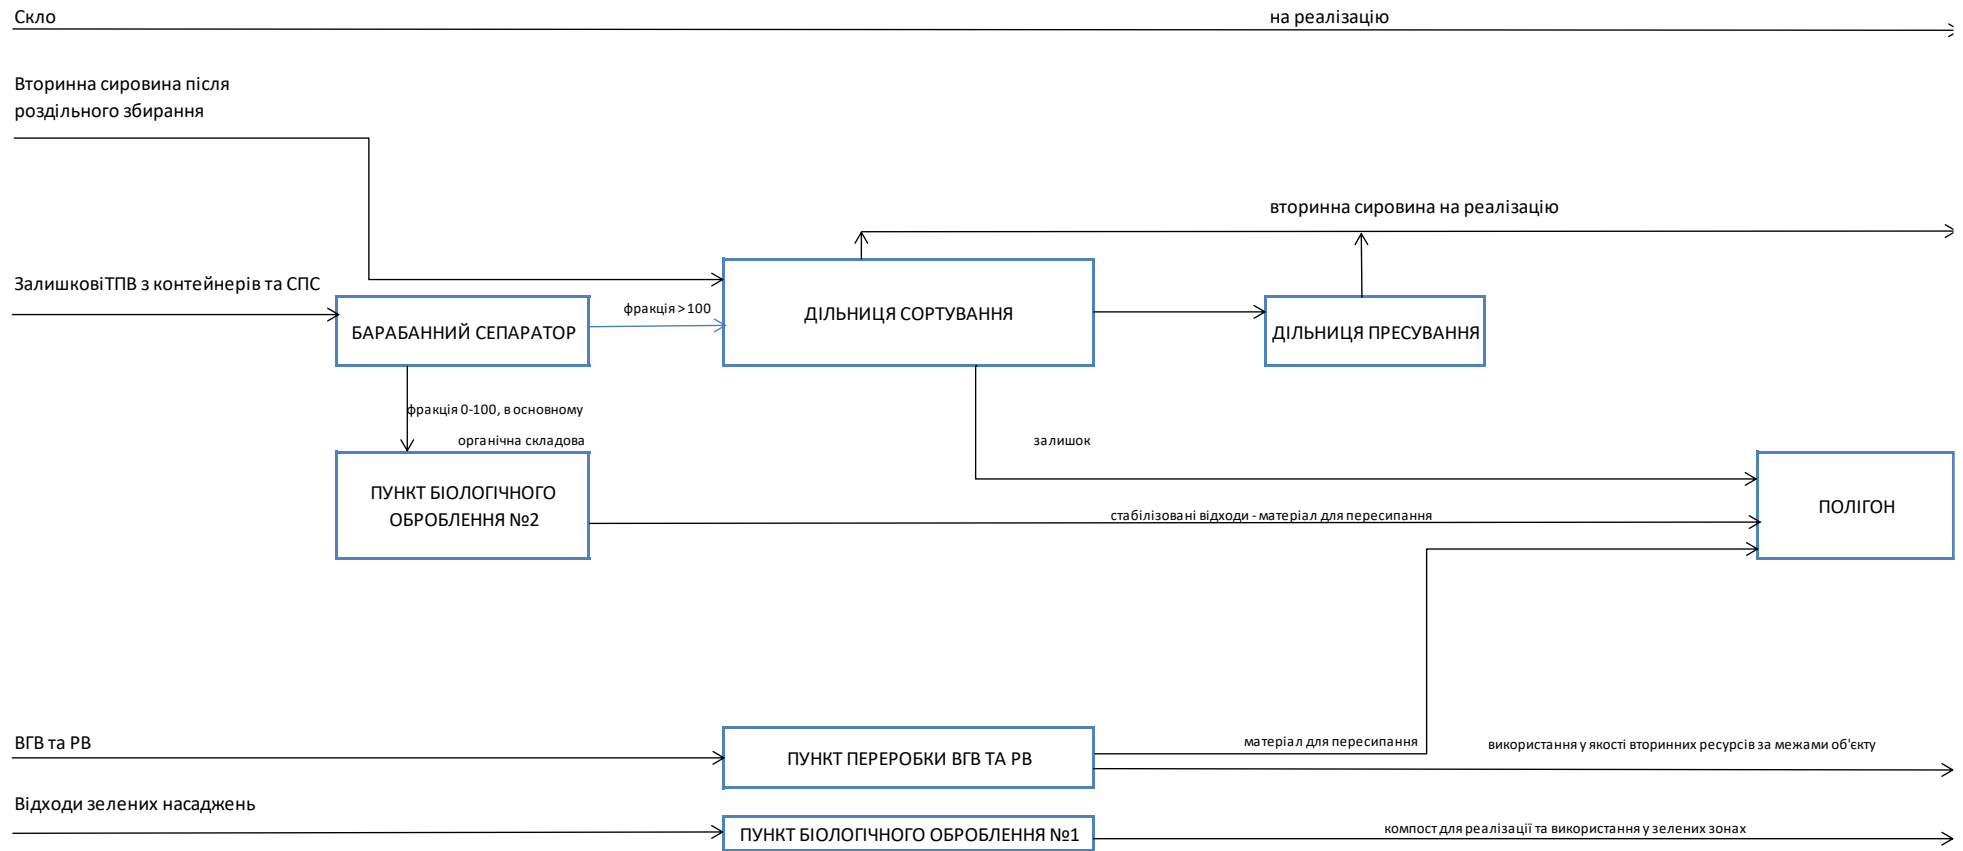 Скло
на реалізацію
Вторинна сировина після
роздільного збирання
вторинна сировина на реалізацію
ЗалишковіТПВ з контейнерів та СПС
фракція > 100
ДІЛЬНИЦЯ СОРТУВАННЯ
БАРАБАННИЙ СЕПАРАТОР
ДІЛЬНИЦЯ ПРЕСУВАННЯ
фракція 0-100, в основному
органічна складова
залишок
ПУНКТ БІОЛОГІЧНОГО
ОБРОБЛЕННЯ №2
ПОЛІГОН
стабілізовані відходи - матеріал для пересипання
ВГВ та РВ
матеріал для пересипання
використання у якості вторинних ресурсів за межами об'єкту
ПУНКТ ПЕРЕРОБКИ ВГВ ТА РВ
Відходи зелених насаджень
ПУНКТ БІОЛОГІЧНОГО ОБРОБЛЕННЯ №1
компост для реалізації та використання у зелених зонах